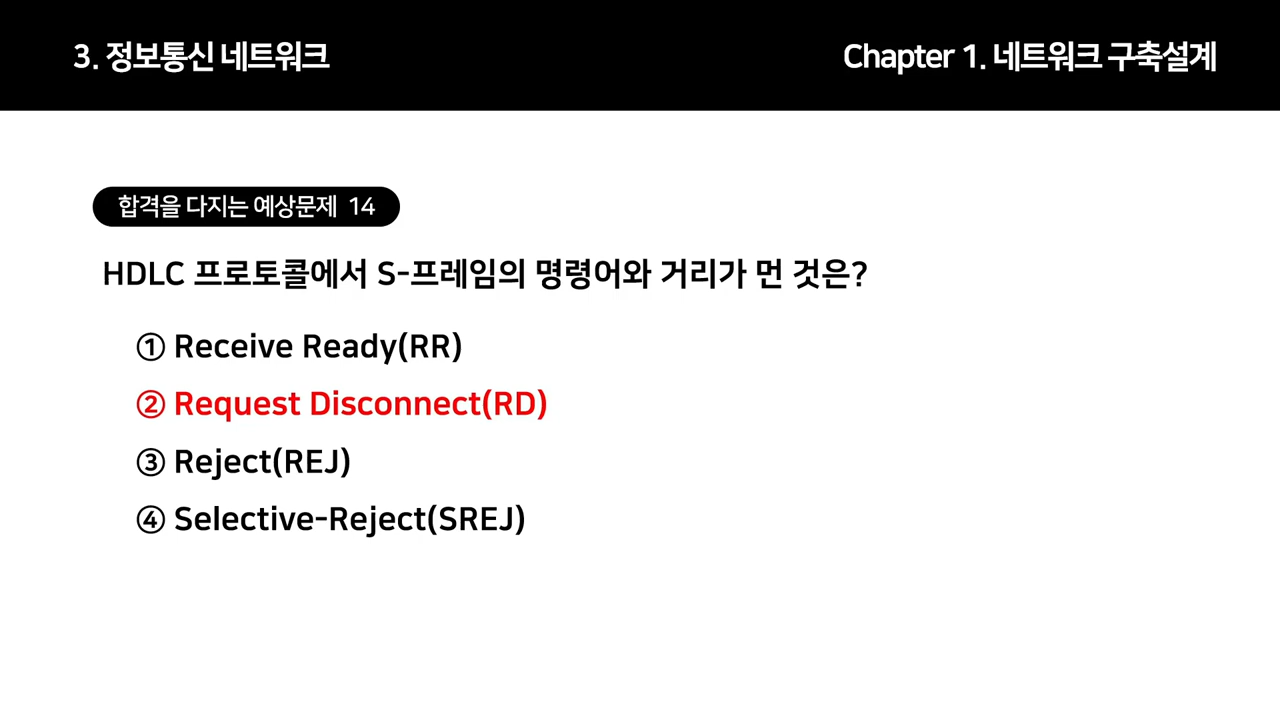 3. 정보통신 네트워크
Chapter 1. 네트워크 구축설계
합격을 다지는 예상문제 14
HDLC 프로토콜에서 S-프레임의 명령어와 거리가 먼 것은?
① Receive Ready(RR)
② Request Disconnect(RD)
③ Reject(REJ)
④ Selective-Reject(SREJ)